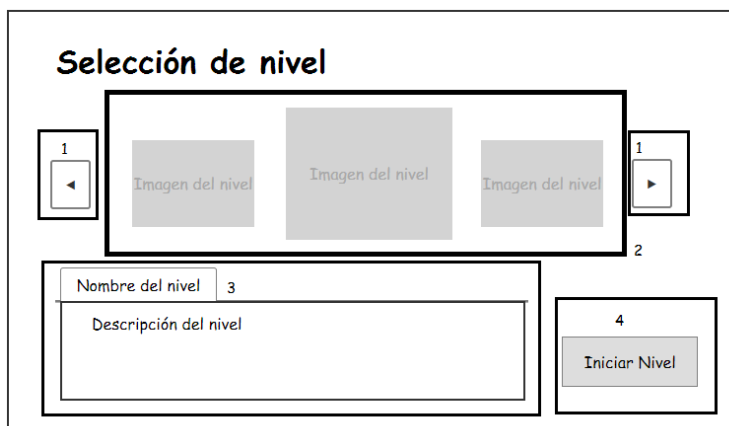 Selección de nivel
1
◄
Imagen del nivel
Imagen del nivel
Imagen del nivel
1
►
2
Nombre del nivel
3
Descripción del nivel
4
Iniciar Nivel